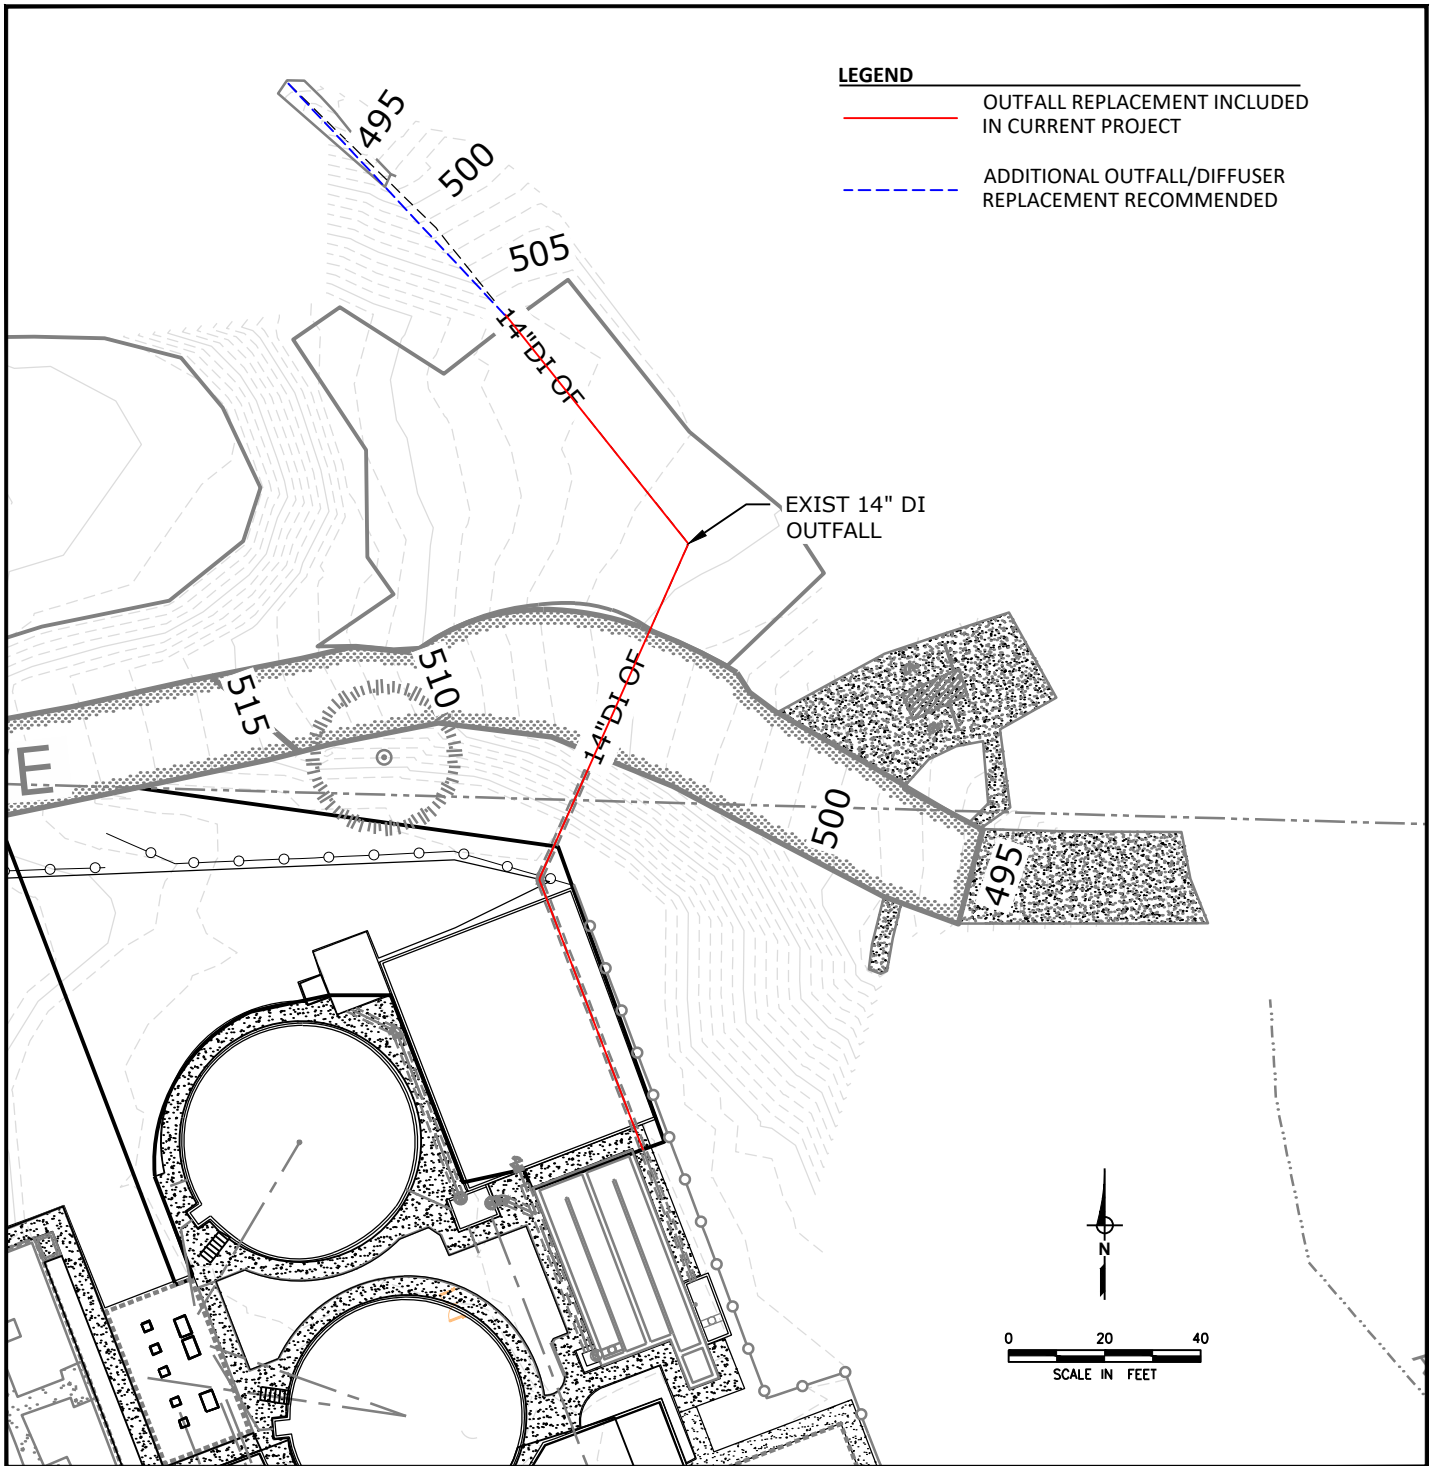 LEGEND
OUTFALL REPLACEMENT INCLUDED
IN CURRENT PROJECT
ADDITIONAL OUTFALL/DIFFUSER
REPLACEMENT RECOMMENDED
495
500
505
14"DI OF
EXIST 14" DI
OUTFALL
515
510
14"DI OF
E
500
495
N
0 20 40
SCALE IN FEET